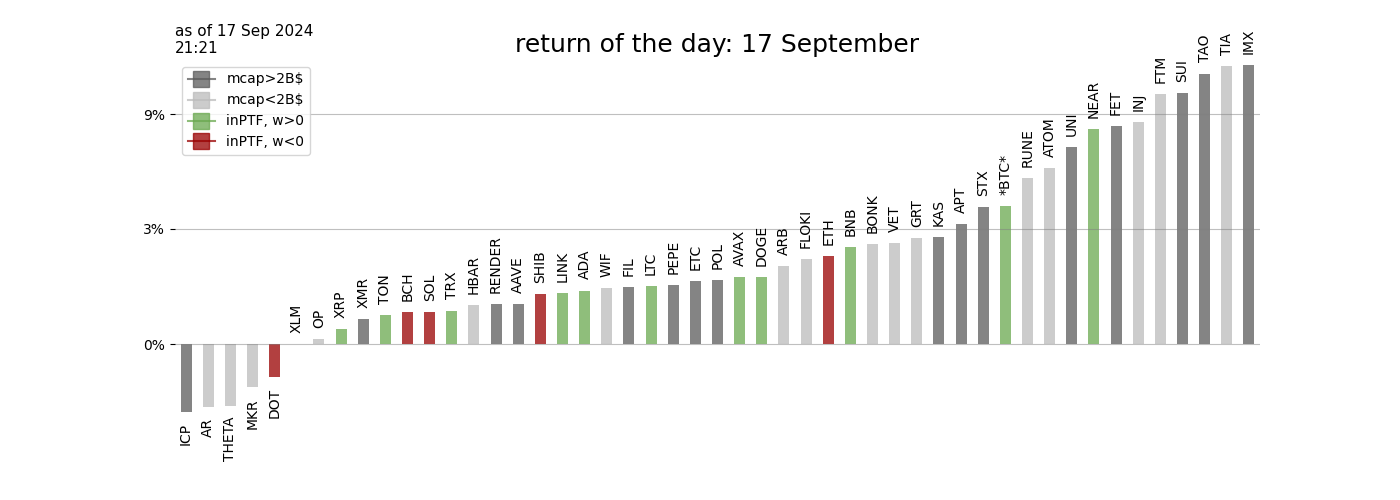 as of 17 Sep 2024
21:21
return of the day: 17 September
mcap>2B$
mcap<2B$
inPTF, w>0
inPTF, w<0
9%
3%
0%
ICP
AR
THETA
MKR
DOT
XLM
OP
XRP
XMR
TON
BCH
SOL
TRX
HBAR
RENDER
AAVE
SHIB
LINK
ADA
WIF
FIL
LTC
PEPE
ETC
POL
AVAX
DOGE
ARB
FLOKI
ETH
BNB
BONK
VET
GRT
KAS
APT
STX
*BTC*
RUNE
ATOM
UNI
NEAR
FET
INJ
FTM
SUI
TAO
TIA
IMX